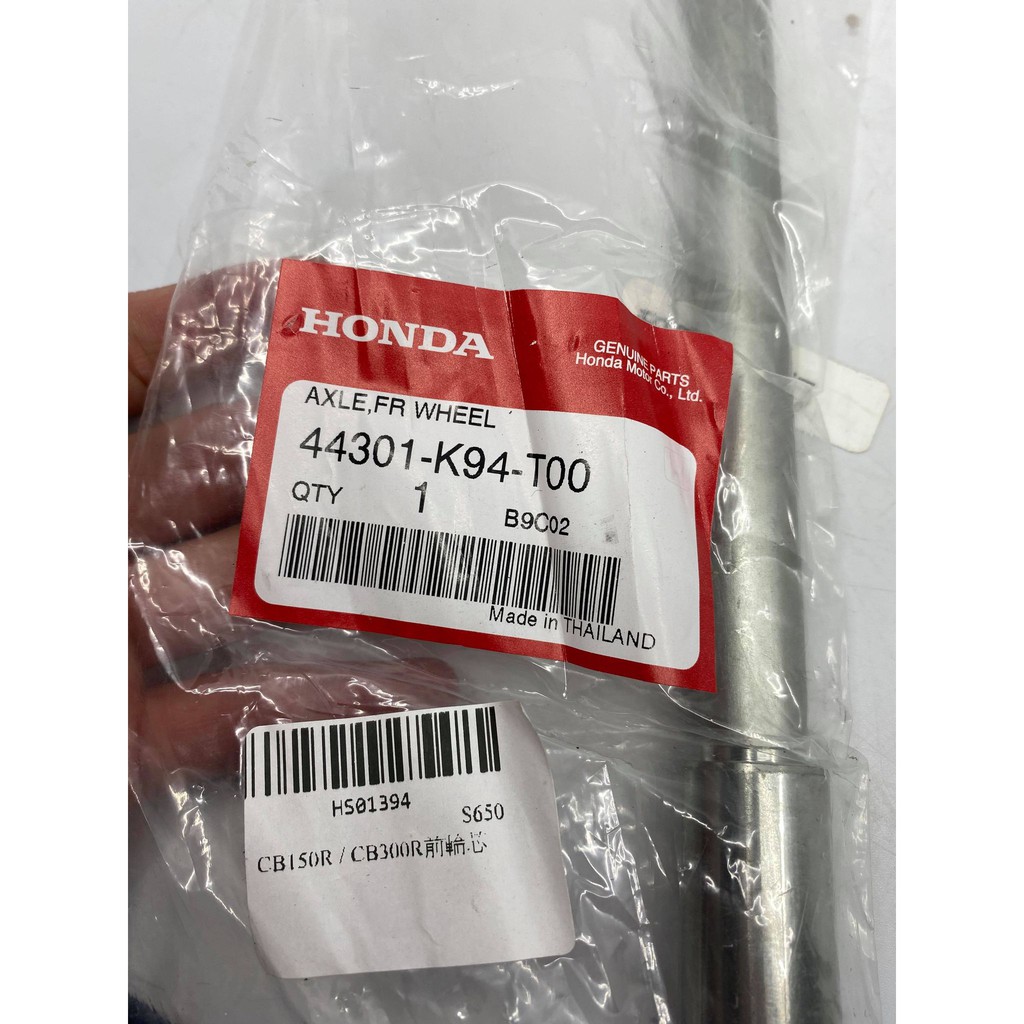 HONDA
GENUINE PARTS
Honda Motor Co., Ltd.
AXLE,FR WHEEL
44301-K94-T00
QTY 1 B9C02
Made in THAILAND
HS01394
S650
CB150R / CB300R前輪芯